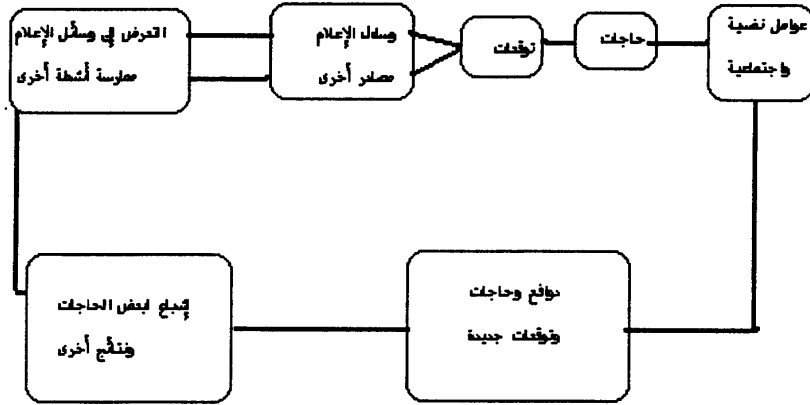 عوامل نفسية
واجتماعية
حاجات
توقعات
وسائل الإعلام
مصادر أخرى
التعرض إلى وسائل الإعلام
ممارسة أنشطة أخرى
إشباع لبعض الحاجات
ونتائج أخرى
دوافع وحاجات
وتوقعات جديدة